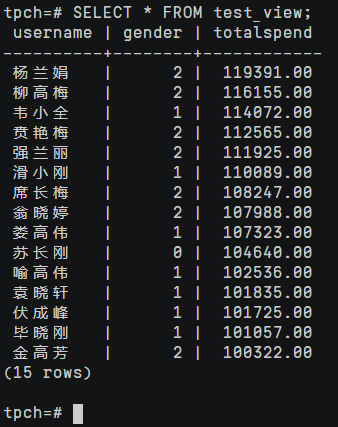 tpch=# SELECT * FROM test_view;
username | gender | totalspend
----------+--------+------------
杨兰娟 | 2 | 119391.00
柳高梅 | 2 | 116155.00
韦小全 | 1 | 114072.00
贲艳梅 | 2 | 112565.00
强兰丽 | 2 | 111925.00
滑小刚 | 1 | 110089.00
席长梅 | 2 | 108247.00
翁晓婷 | 2 | 107988.00
娄高伟 | 1 | 107323.00
苏长刚 | 0 | 104640.00
喻高伟 | 1 | 102536.00
袁晓轩 | 1 | 101835.00
伏成峰 | 1 | 101725.00
毕晓刚 | 1 | 101057.00
金高芳 | 2 | 100322.00
(15 rows)
tpch=#